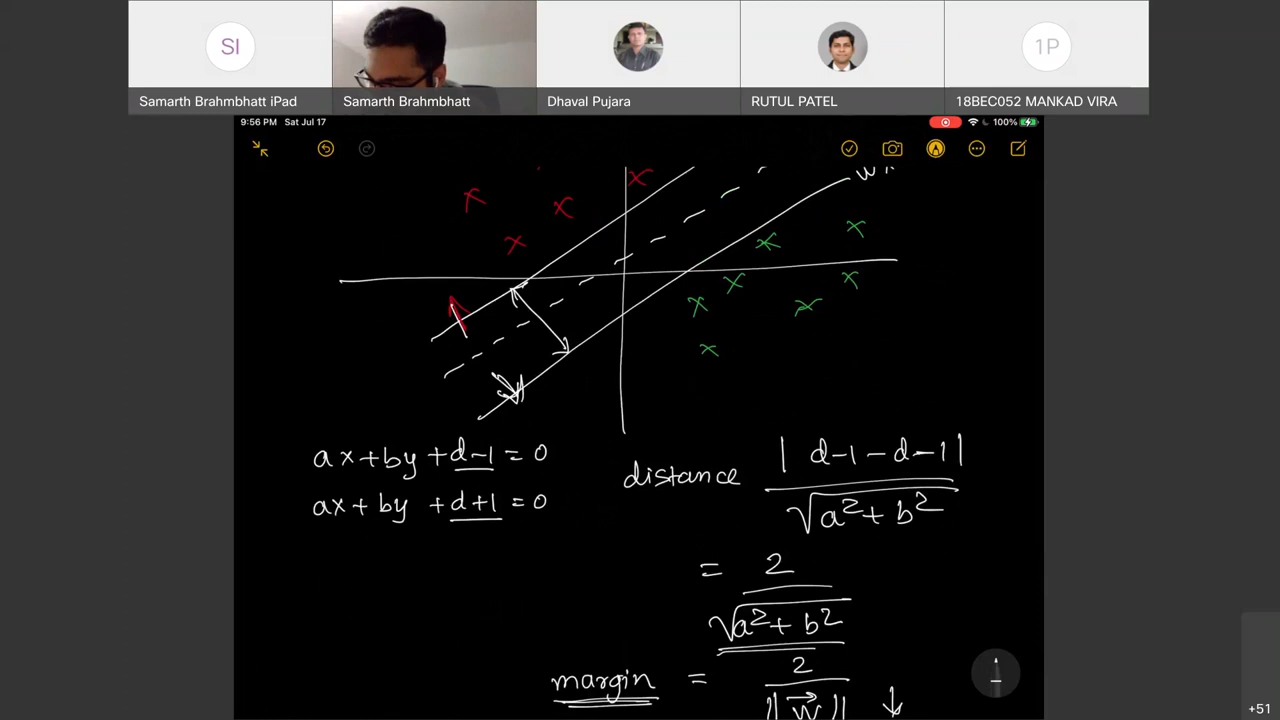 SI
1P
Samarth Brahmbhatt iPad
Samarth Brahmbhatt
Dhaval Pujara
RUTUL PATEL
18BEC052 MANKAD VIRA
9:56 PM Sat Jul 17
100%
ax+by+d-1=0
ax+by+d+1=0
distance |d-1-d-1| / √a²+b²
= 2 / √a²+b²
margin = 2 / ||w⃗|| ↓
+51